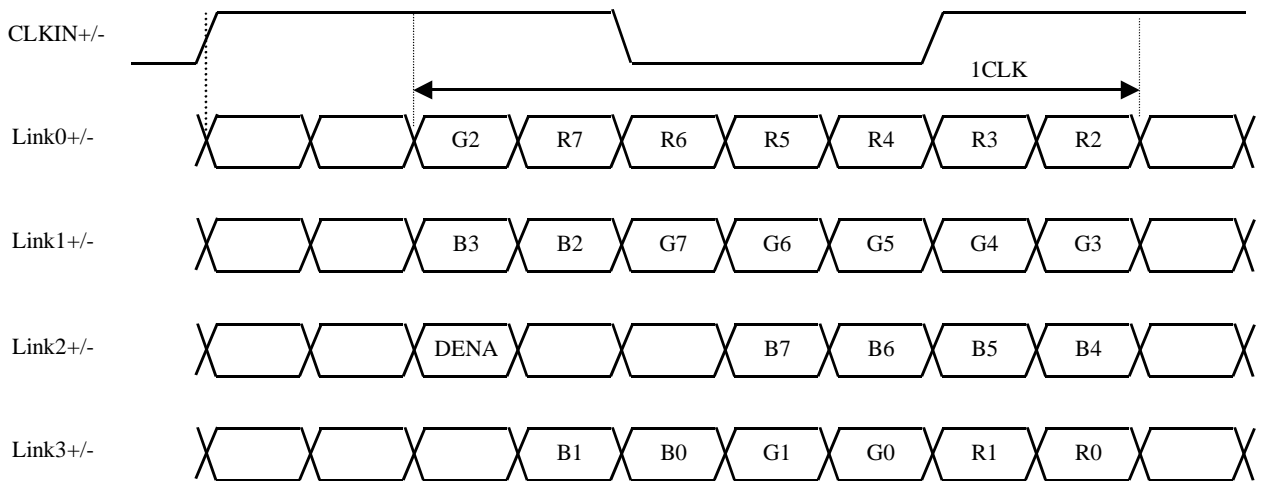 CLKIN+/-
1CLK
Link0+/- G2 R7 R6 R5 R4 R3 R2
Link1+/- B3 B2 G7 G6 G5 G4 G3
Link2+/- DENA B7 B6 B5 B4
Link3+/- B1 B0 G1 G0 R1 R0